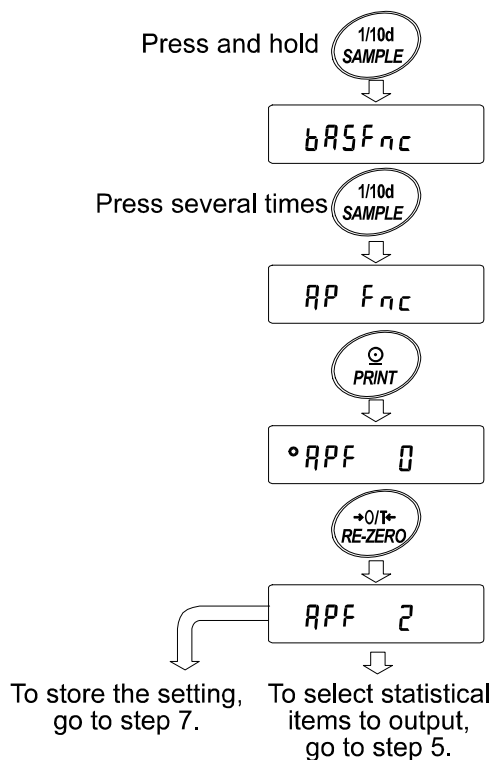 Press and hold
1/10d
SAMPLE
bASFnc
Press several times
1/10d
SAMPLE
AP Fnc
PRINT
APF 0
→0/T←
RE-ZERO
APF 2
To store the setting,
go to step 7.
To select statistical
items to output,
go to step 5.